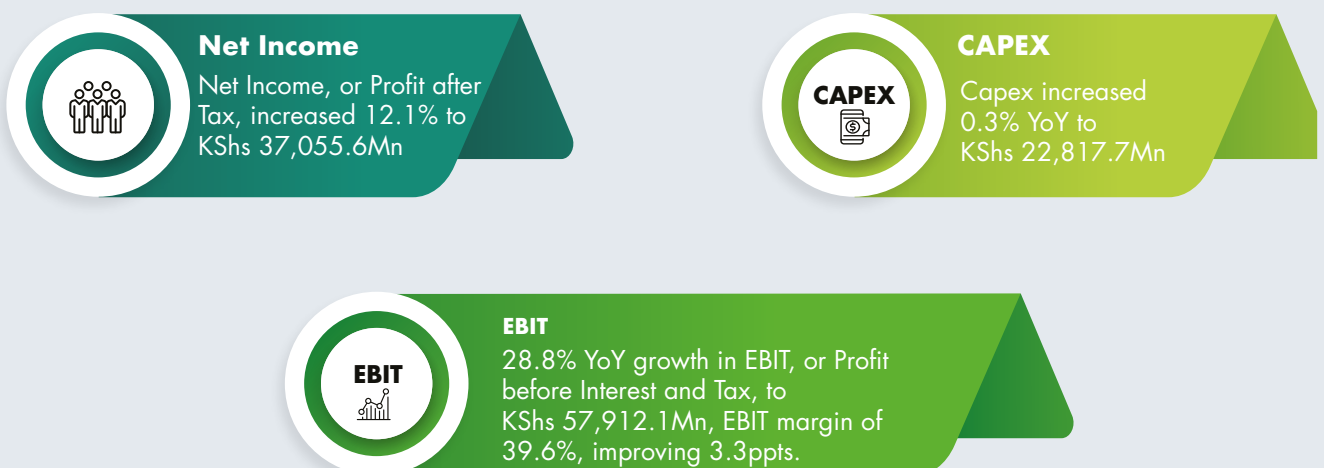 Net Income
Net Income, or Profit after
Tax, increased 12.1% to
KShs 37,055.6Mn
CAPEX
CAPEX
Capex increased
0.3% YoY to
KShs 22,817.7Mn
EBIT
EBIT
28.8% YoY growth in EBIT, or Profit
before Interest and Tax, to
KShs 57,912.1Mn, EBIT margin of
39.6%, improving 3.3ppts.